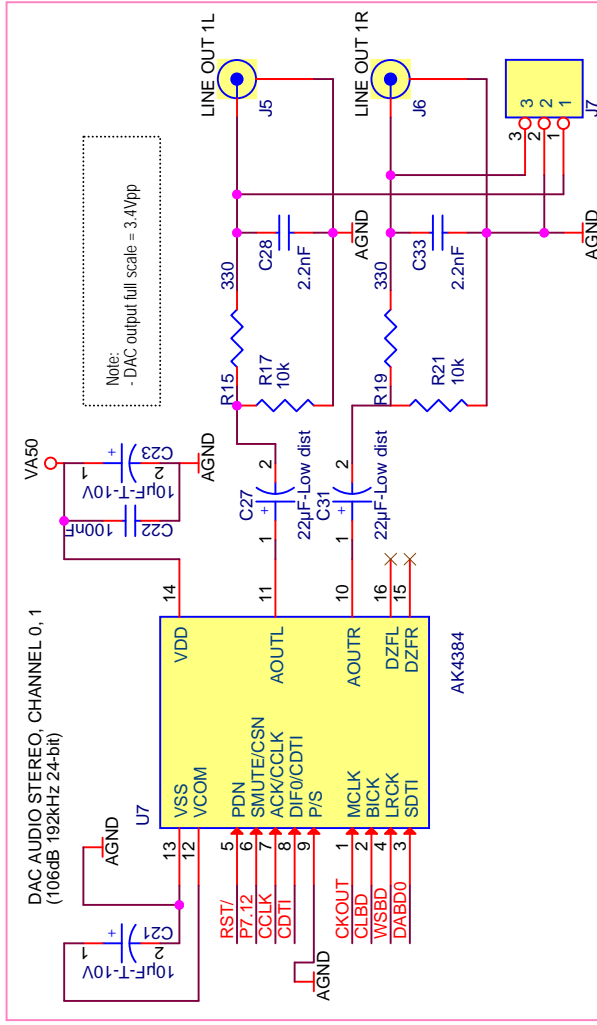 DAC AUDIO STEREO, CHANNEL 0, 1
(106dB 192kHz 24-bit)
Note:
- DAC output full scale = 3.4Vpp
VA50
1
+
2
C23
10µF-T-10V
C22
100nF
AGND
AGND
1
+
2
C21
10µF-T-10V
U7
13
VSS
12
VCOM
14
VDD
RST/
5
PDN
P7.12
6
SMUTE/CSN
CCLK
7
ACK/CCLK
CDTI
8
DIF0/CDTI
9
P/S
AGND
CKOUT
1
MCLK
CLBD
2
BICK
WSBD
4
LRCK
DABD0
3
SDTI
AOUTL
11
AOUTR
10
DZFL
16
DZFR
15
AK4384
1
+
2
C27
22µF-Low dist
1
+
2
C31
22µF-Low dist
R15
330
R17
10k
C28
2.2nF
AGND
LINE OUT 1L
J5
R19
330
R21
10k
C33
2.2nF
AGND
LINE OUT 1R
J6
3
2
1
3
2
1
J7